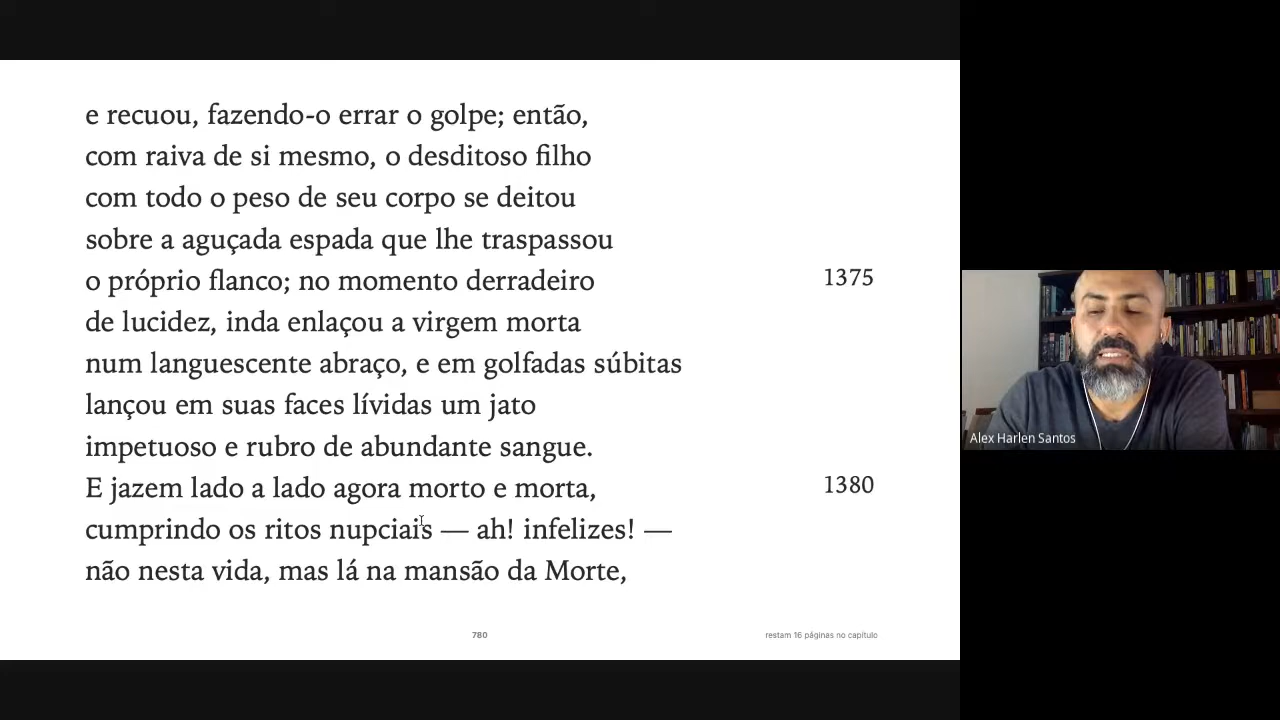 e recuou, fazendo-o errar o golpe; então,
com raiva de si mesmo, o desditoso filho
com todo o peso de seu corpo se deitou
sobre a aguçada espada que lhe traspassou
o próprio flanco; no momento derradeiro 1375
de lucidez, inda enlaçou a virgem morta
num languescente abraço, e em golfadas súbitas
lançou em suas faces lívidas um jato
impetuoso e rubro de abundante sangue.
E jazem lado a lado agora morto e morta, 1380
cumprindo os ritos nupciais — ah! infelizes! —
não nesta vida, mas lá na mansão da Morte,
780 restam 16 páginas no capítulo
Alex Harlen Santos